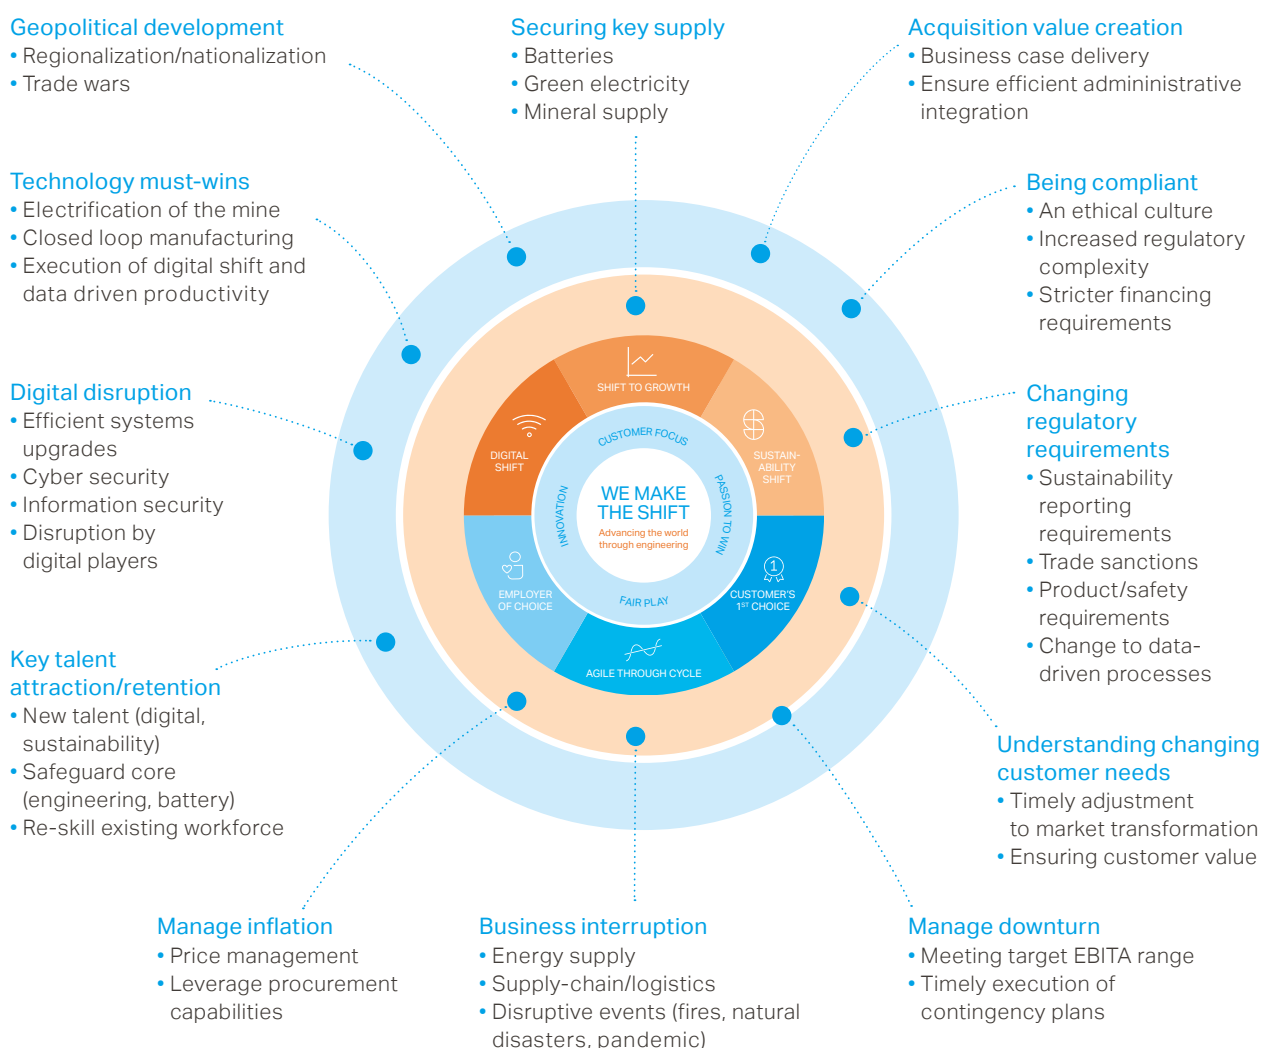 Geopolitical development
• Regionalization/nationalization
• Trade wars
Securing key supply
• Batteries
• Green electricity
• Mineral supply
Acquisition value creation
• Business case delivery
• Ensure efficient admininistrative
integration
Technology must-wins
• Electrification of the mine
• Closed loop manufacturing
• Execution of digital shift and
data driven productivity
Being compliant
• An ethical culture
• Increased regulatory
complexity
• Stricter financing
requirements
Digital disruption
• Efficient systems
upgrades
• Cyber security
• Information security
• Disruption by
digital players
Changing
regulatory
requirements
• Sustainability
reporting
requirements
• Trade sanctions
• Product/safety
requirements
• Change to data-
driven processes
SHIFT TO GROWTH
DIGITAL
SHIFT
SUSTAIN-
ABILITY
SHIFT
CUSTOMER FOCUS
INNOVATION
PASSION TO WIN
FAIR PLAY
WE MAKE
THE SHIFT
Advancing the world
through engineering
EMPLOYER
OF CHOICE
1
CUSTOMER'S
1ST CHOICE
AGILE THROUGH CYCLE
Key talent
attraction/retention
• New talent (digital,
sustainability)
• Safeguard core
(engineering, battery)
• Re-skill existing workforce
Understanding changing
customer needs
• Timely adjustment
to market transformation
• Ensuring customer value
Manage inflation
• Price management
• Leverage procurement
capabilities
Business interruption
• Energy supply
• Supply-chain/logistics
• Disruptive events (fires, natural
disasters, pandemic)
Manage downturn
• Meeting target EBITA range
• Timely execution of
contingency plans